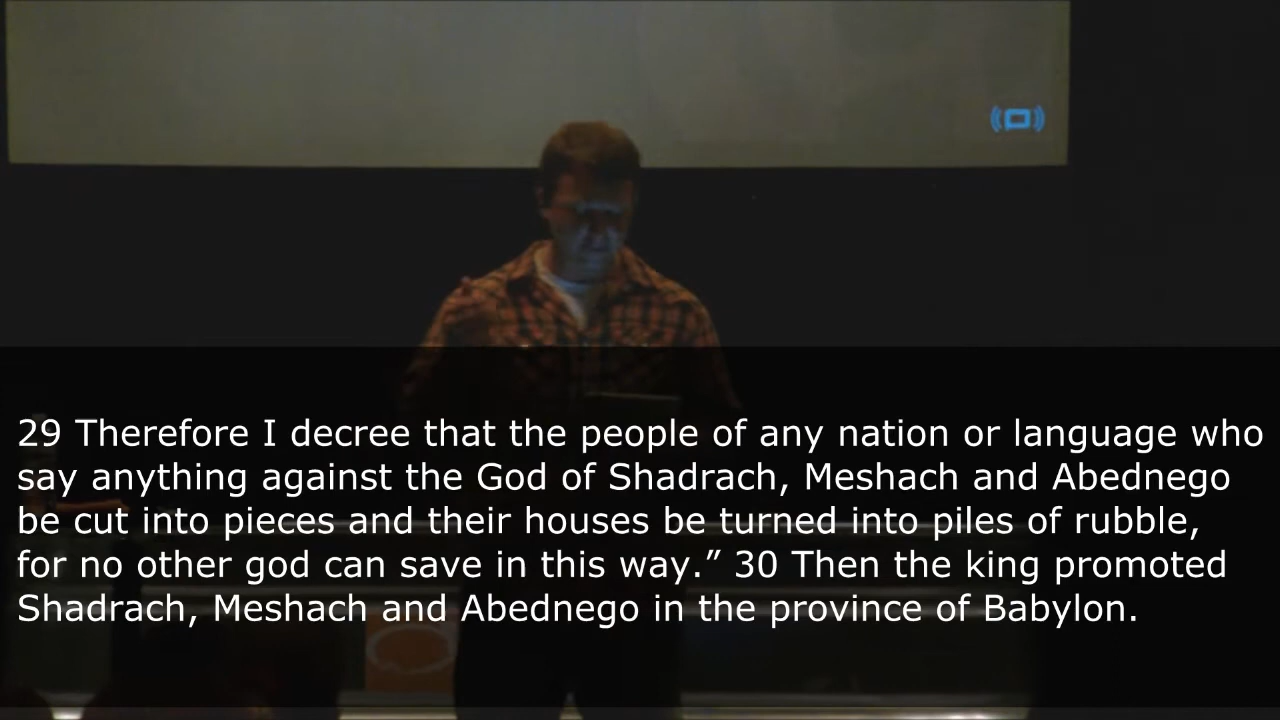 29 Therefore I decree that the people of any nation or language who
say anything against the God of Shadrach, Meshach and Abednego
be cut into pieces and their houses be turned into piles of rubble,
for no other god can save in this way.” 30 Then the king promoted
Shadrach, Meshach and Abednego in the province of Babylon.